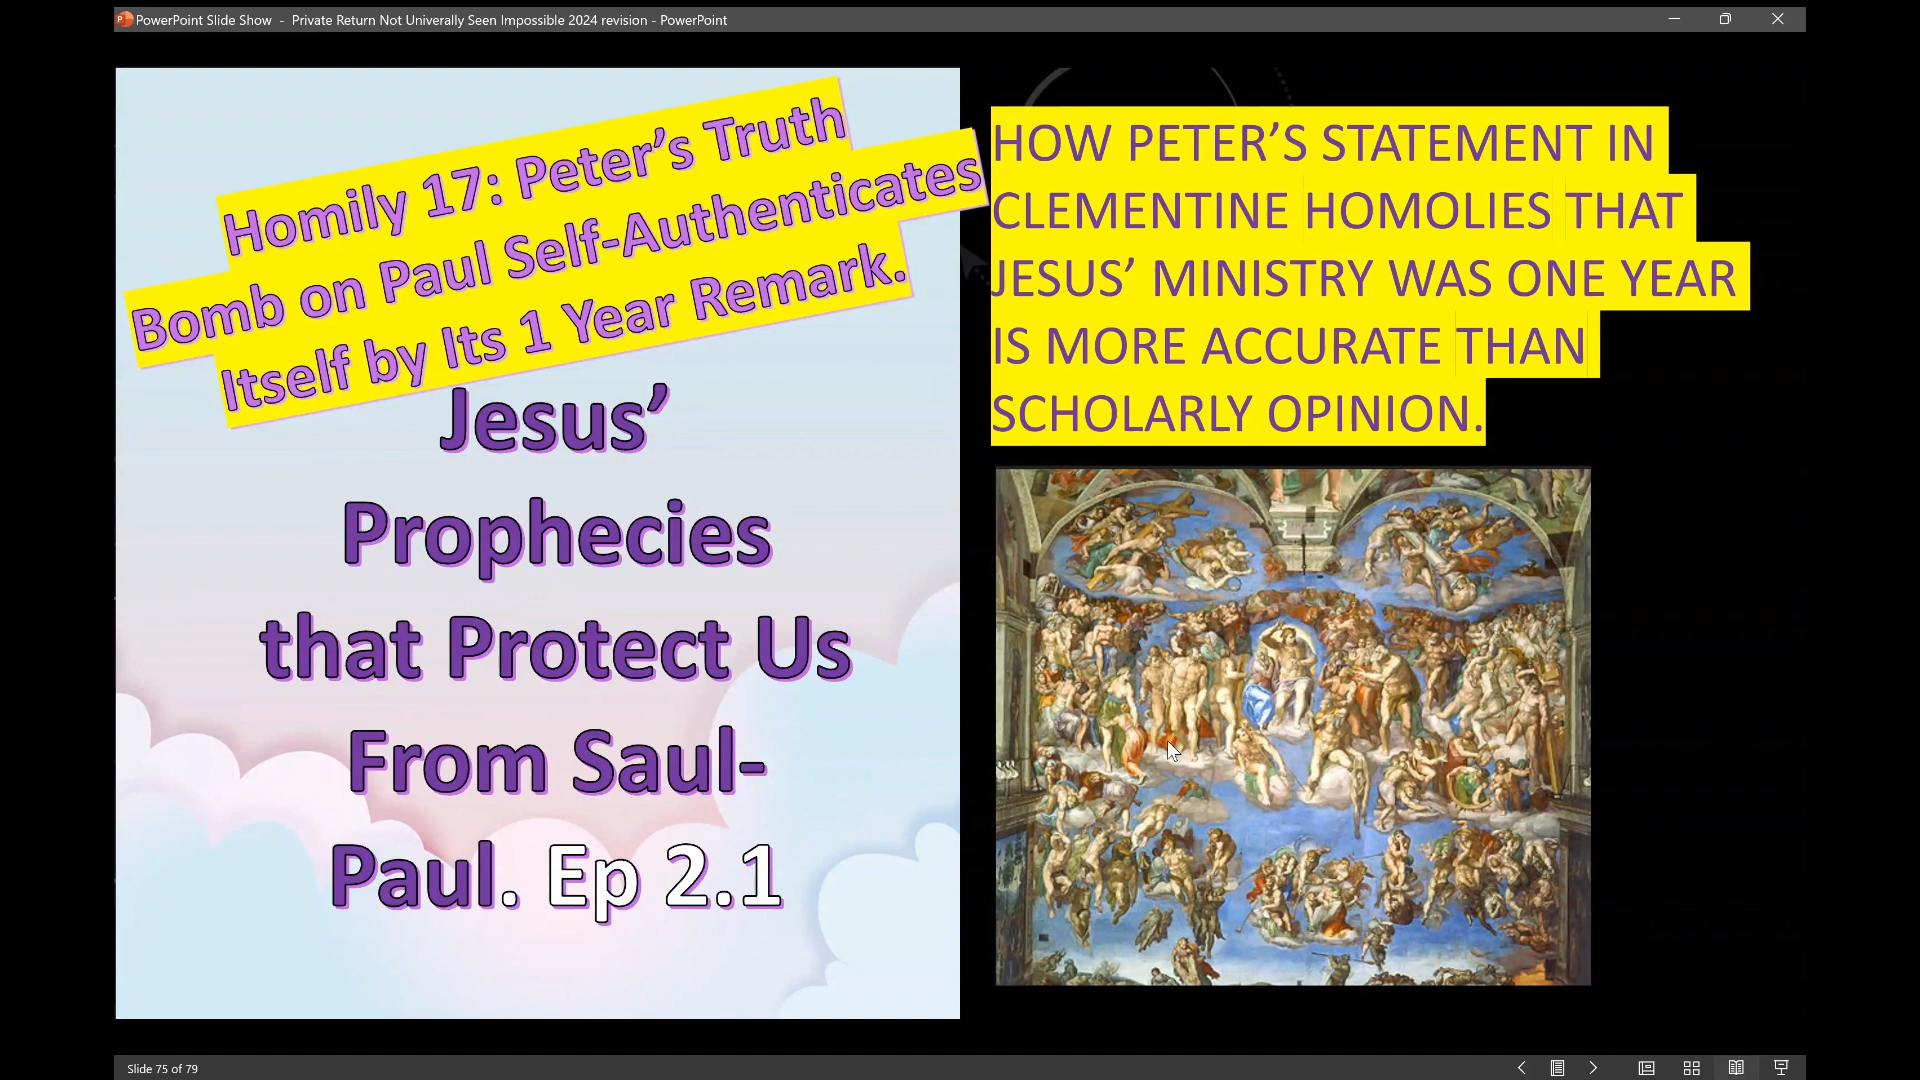 PowerPoint Slide Show - Private Return Not Univerally Seen Impossible 2024 revision - PowerPoint
Homily 17: Peter’s Truth
Bomb on Paul Self-Authenticates
Itself by Its 1 Year Remark.
Jesus’
Prophecies
that Protect Us
From Saul-
Paul. Ep 2.1
HOW PETER’S STATEMENT IN
CLEMENTINE HOMOLIES THAT
JESUS’ MINISTRY WAS ONE YEAR
IS MORE ACCURATE THAN
SCHOLARLY OPINION.
Slide 75 of 79